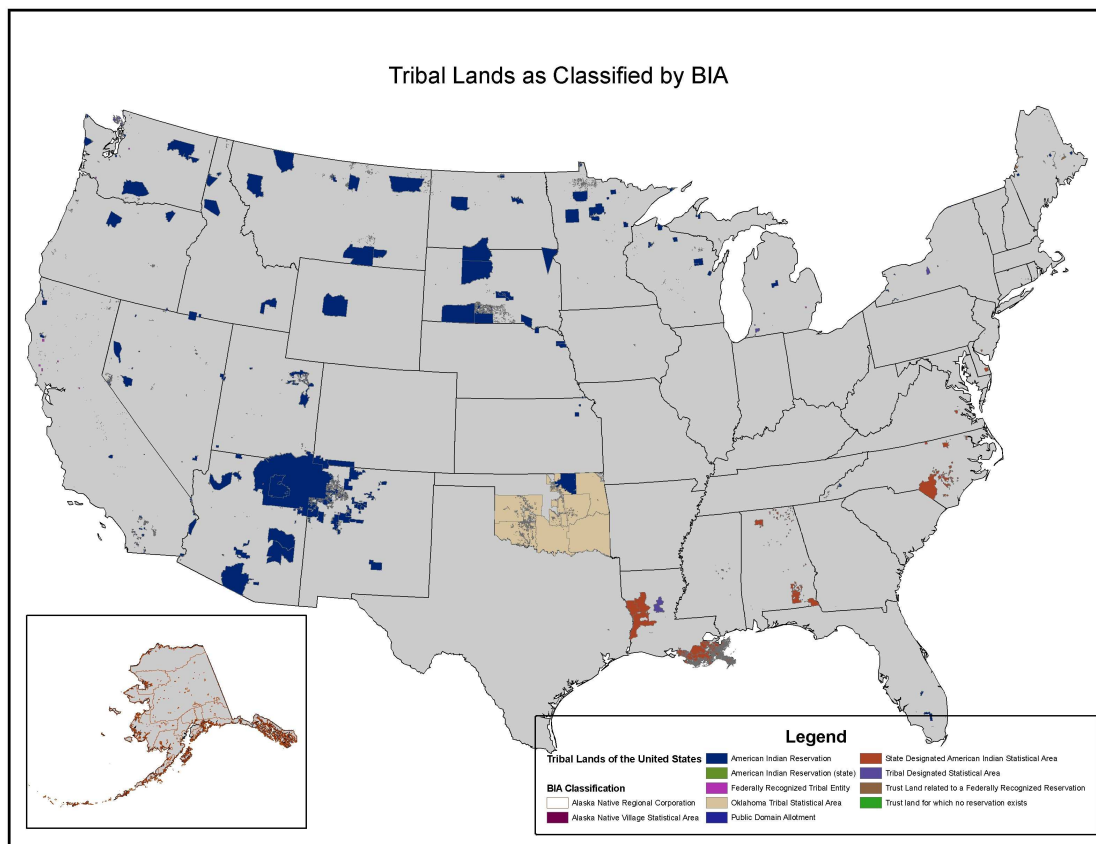 Tribal Lands as Classified by BIA
Legend
Tribal Lands of the United States
BIA Classification
Alaska Native Regional Corporation
Alaska Native Village Statistical Area
American Indian Reservation
American Indian Reservation (state)
Federally Recognized Tribal Entity
Oklahoma Tribal Statistical Area
Public Domain Allotment
State Designated American Indian Statistical Area
Tribal Designated Statistical Area
Trust Land related to a Federally Recognized Reservation
Trust land for which no reservation exists